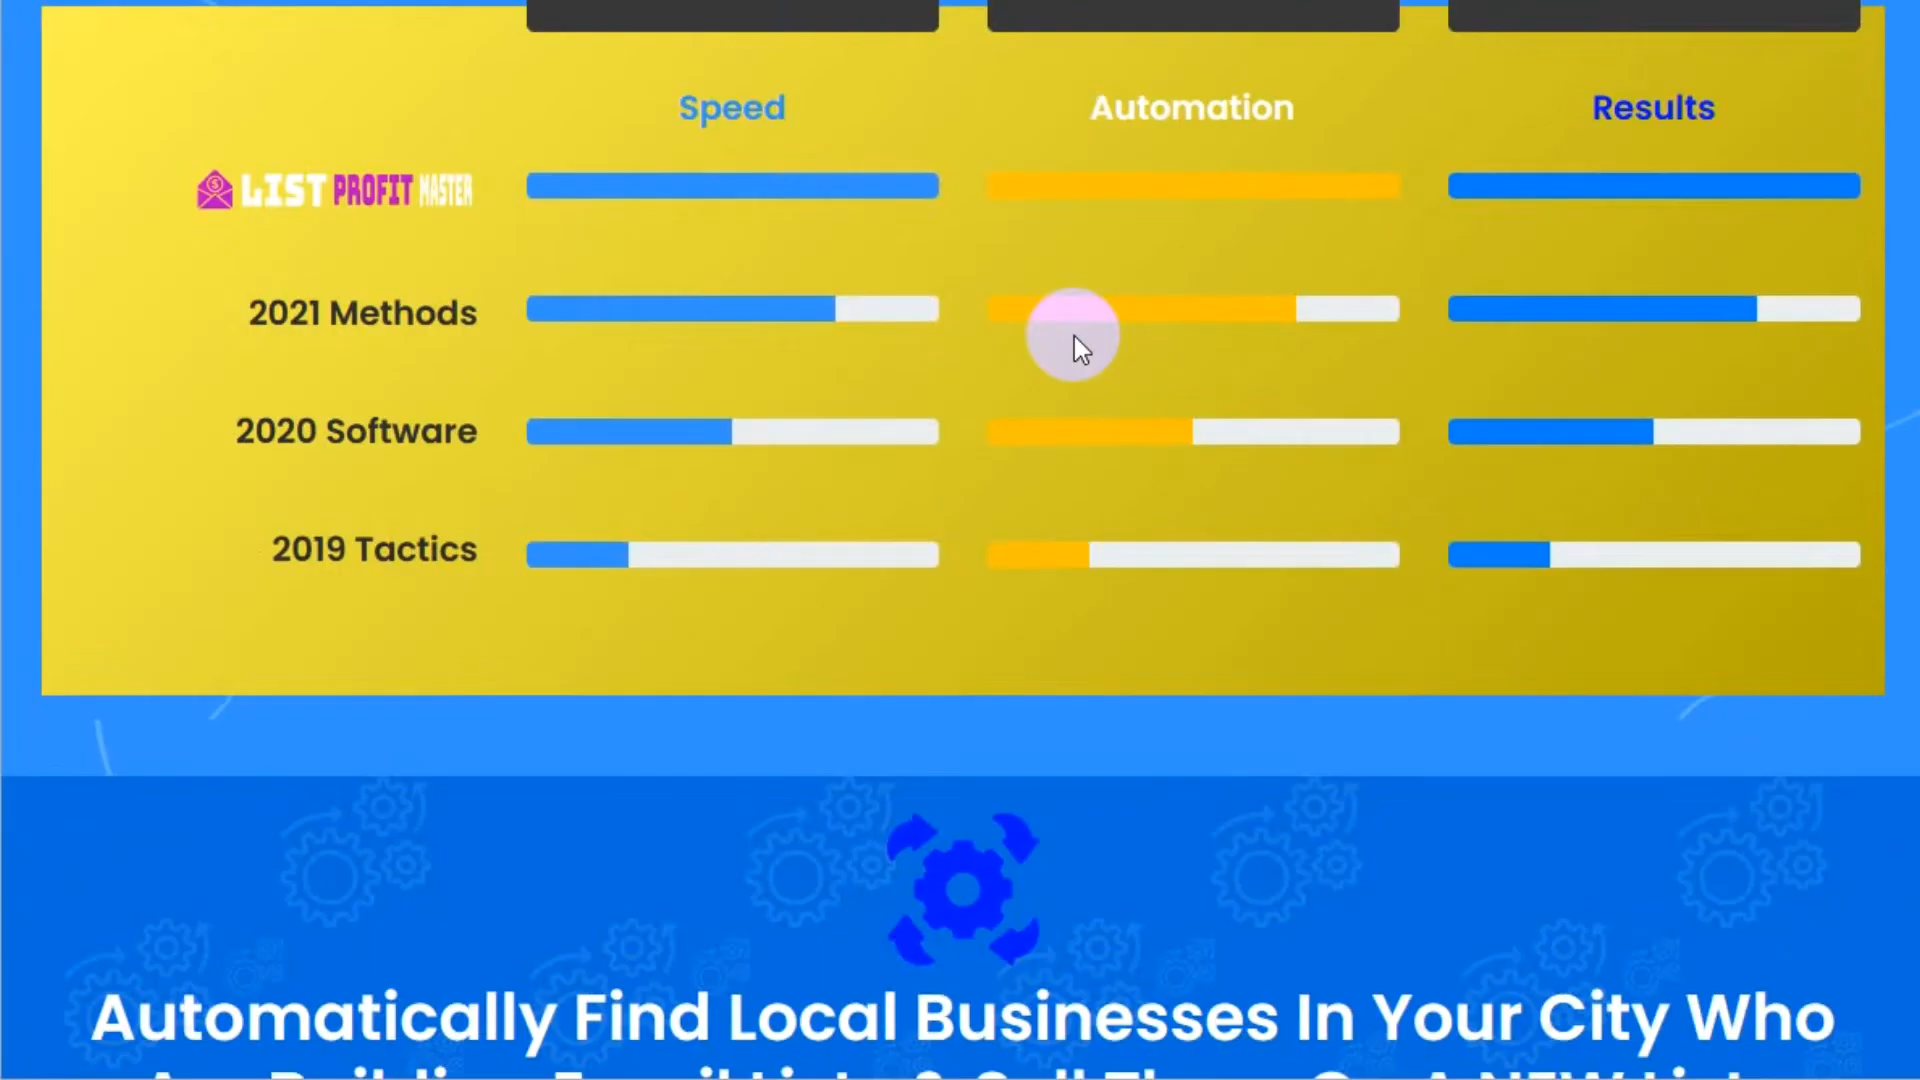 Speed Automation Results
LIST PROFIT MASTER
2021 Methods
2020 Software
2019 Tactics
Automatically Find Local Businesses In Your City Who